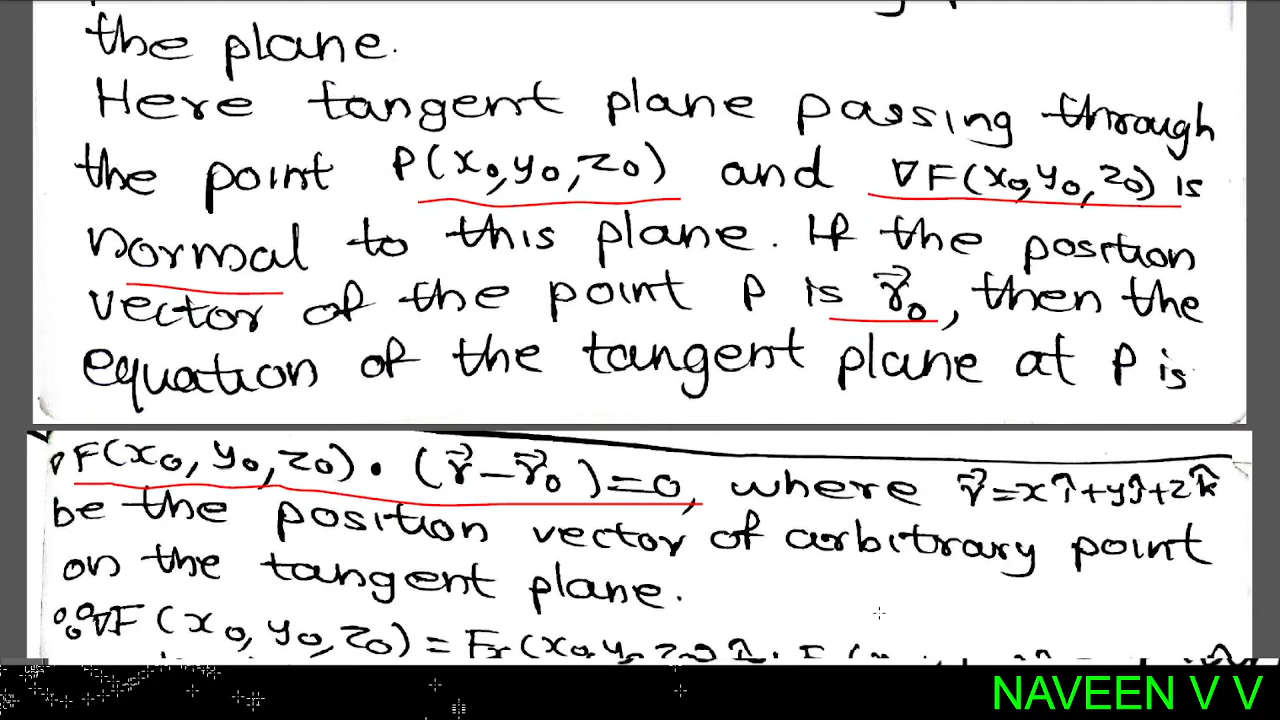 the plane.
Here tangent plane passing through
the point P(x₀,y₀,z₀) and ∇F(x₀,y₀,z₀) is
normal to this plane. If the position
vector of the point P is r⃗₀, then the
equation of the tangent plane at P is
∇F(x₀,y₀,z₀)·(r⃗−r⃗₀)=0, where r⃗=xî+yĵ+zk̂
be the position vector of arbitrary point
on the tangent plane.
∴ ∇F(x₀,y₀,z₀) = Fx(x₀,y₀,z₀)
NAVEEN V V